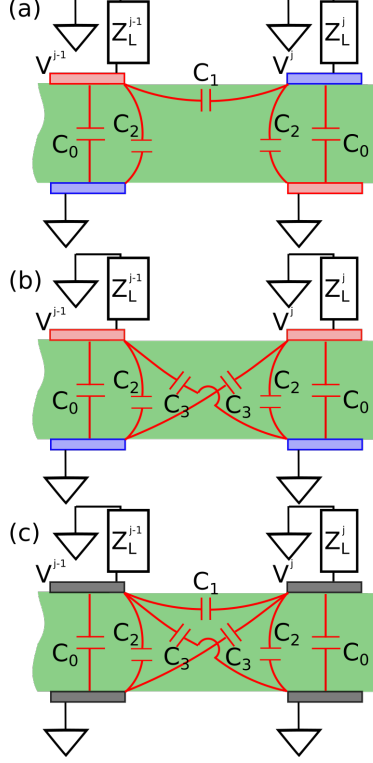 (a)
Z_L^{j-1} Z_L^j
V^{j-1} V^j
C_1
C_0 C_2 C_2 C_0
(b)
Z_L^{j-1} Z_L^j
V^{j-1} V^j
C_0 C_2 C_3 C_3 C_2 C_0
(c)
Z_L^{j-1} Z_L^j
V^{j-1} V^j
C_1
C_0 C_2 C_3 C_3 C_2 C_0